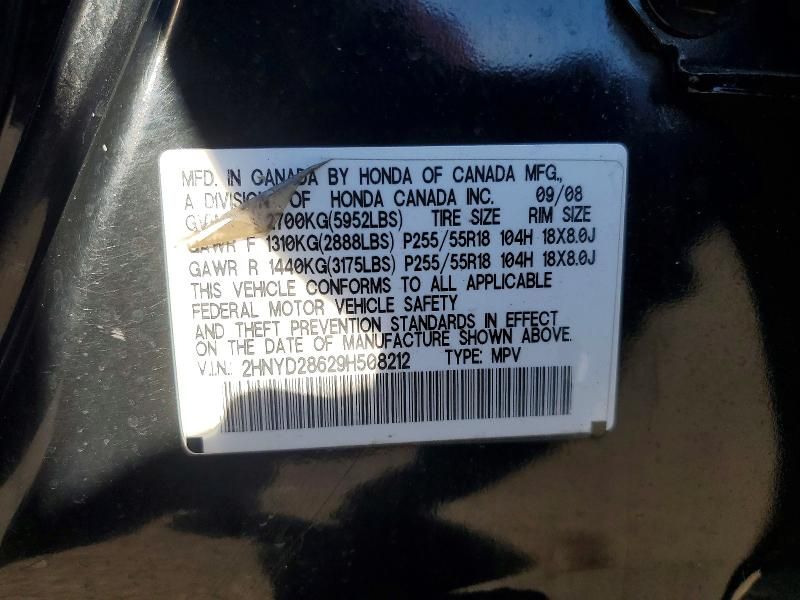 MFD. IN CANADA BY HONDA OF CANADA MFG.,
A DIVISION OF HONDA CANADA INC. 09/08
2700KG(5952LBS) TIRE SIZE RIM SIZE
GAWR F 1310KG(2888LBS) P255/55R18 104H 18X8.0J
GAWR R 1440KG(3175LBS) P255/55R18 104H 18X8.0J
THIS VEHICLE CONFORMS TO ALL APPLICABLE
FEDERAL MOTOR VEHICLE SAFETY
AND THEFT PREVENTION STANDARDS IN EFFECT
ON THE DATE OF MANUFACTURE SHOWN ABOVE.
V.I.N.: 2HNYD28629H508212 TYPE: MPV